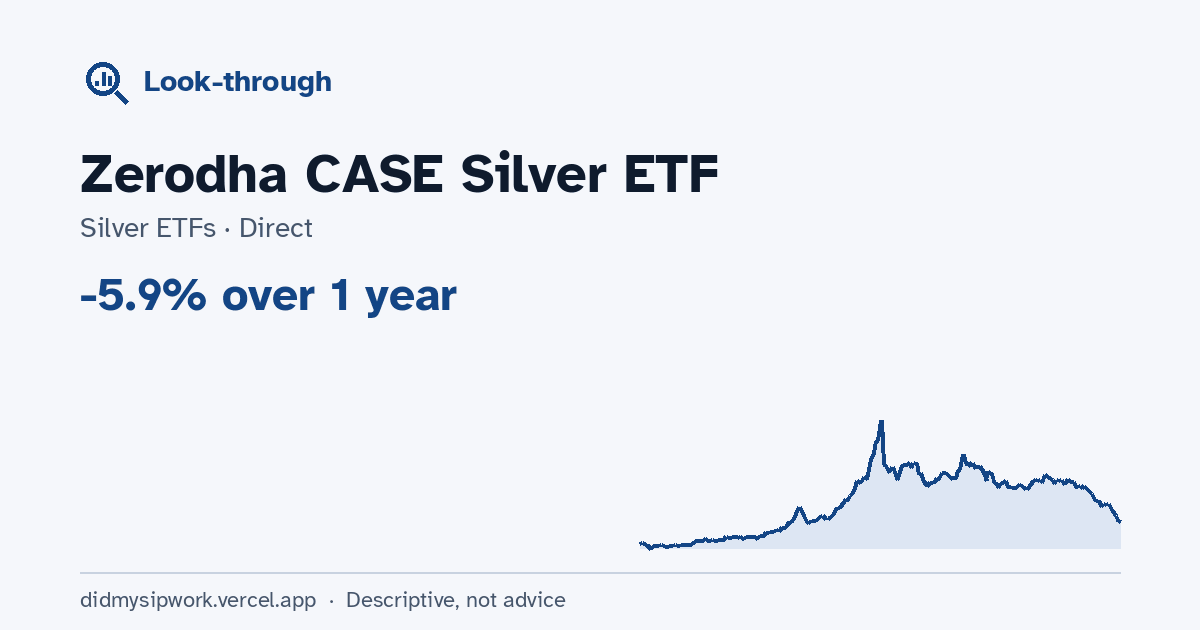 Look-through
Zerodha CASE Silver ETF
Silver ETFs · Direct
-5.9% over 1 year
didmysipwork.vercel.app · Descriptive, not advice